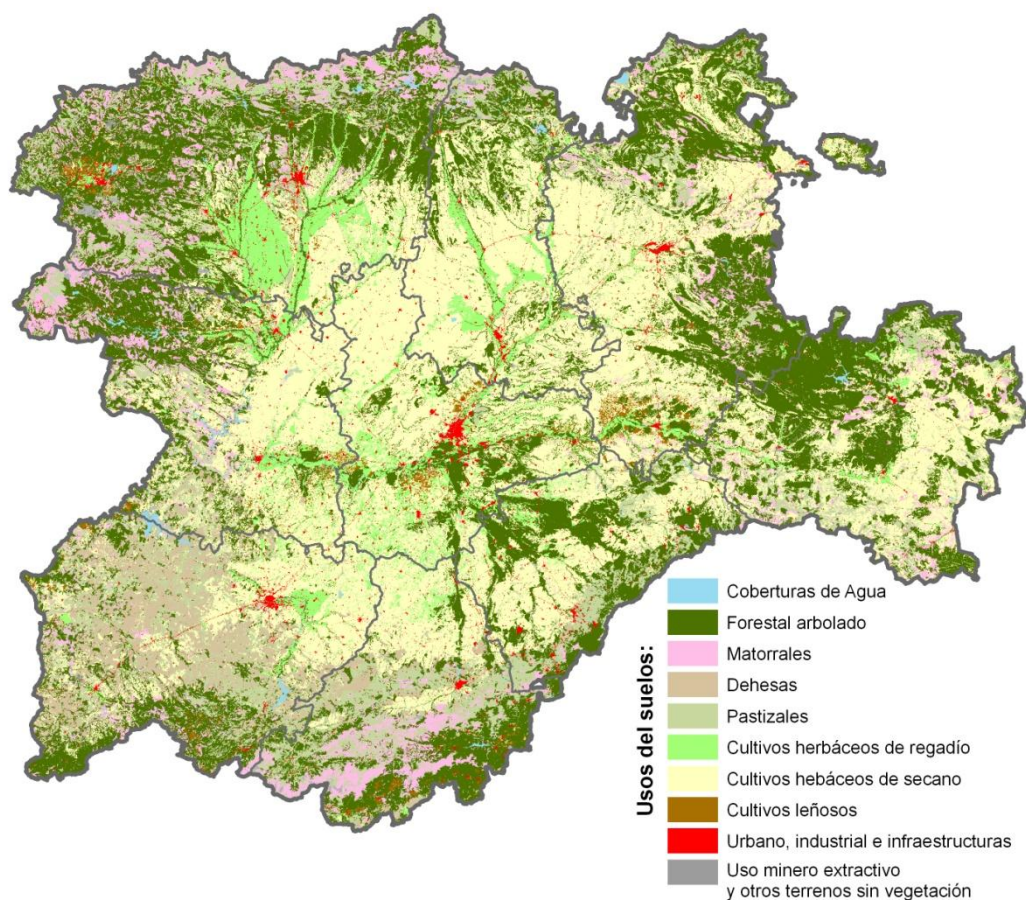 Usos del suelos:
Coberturas de Agua
Forestal arbolado
Matorrales
Dehesas
Pastizales
Cultivos herbáceos de regadío
Cultivos hebáceos de secano
Cultivos leñosos
Urbano, industrial e infraestructuras
Uso minero extractivo
y otros terrenos sin vegetación